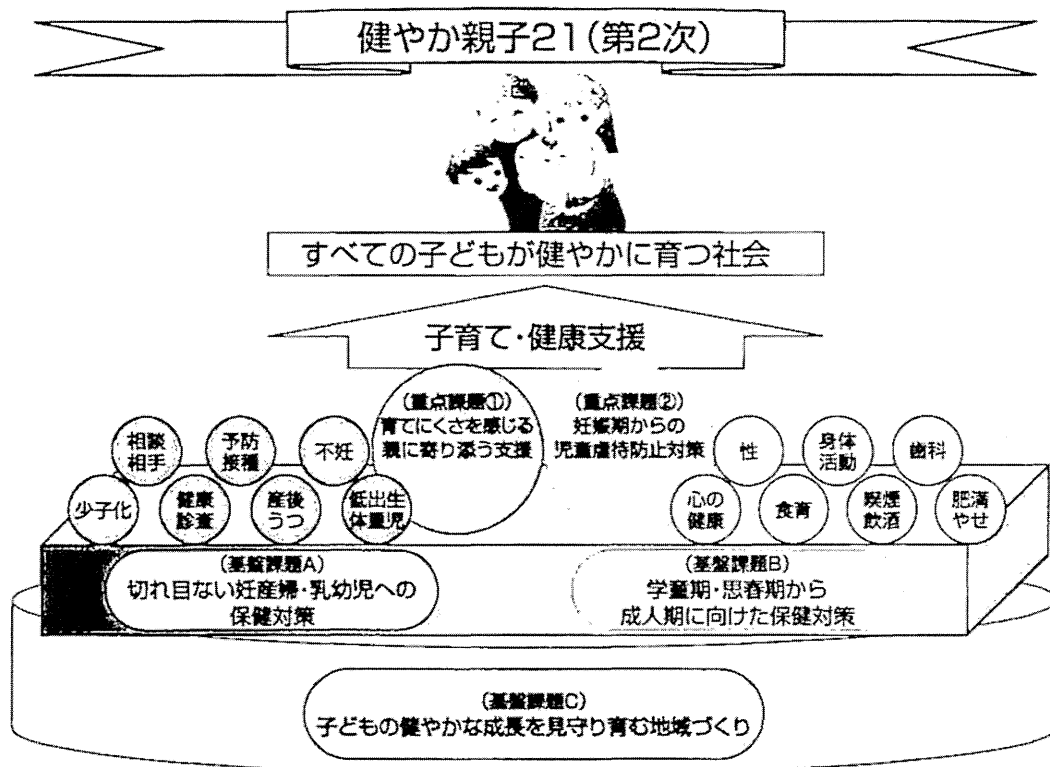 健やか親子21(第2次)
すべての子どもが健やかに育つ社会
子育て・健康支援
(重点課題①)
育てにくさを感じる
親に寄り添う支援
(重点課題②)
妊娠期からの
児童虐待防止対策
相談
相手
予防
接種
不妊
少子化
健康
診査
産後
うつ
低出生
体重児
性
身体
活動
歯科
心の
健康
食育
喫煙
飲酒
肥満
やせ
(基盤課題A)
切れ目ない妊産婦・乳幼児への
保健対策
(基盤課題B)
学童期・思春期から
成人期に向けた保健対策
(基盤課題C)
子どもの健やかな成長を見守り育む地域づくり